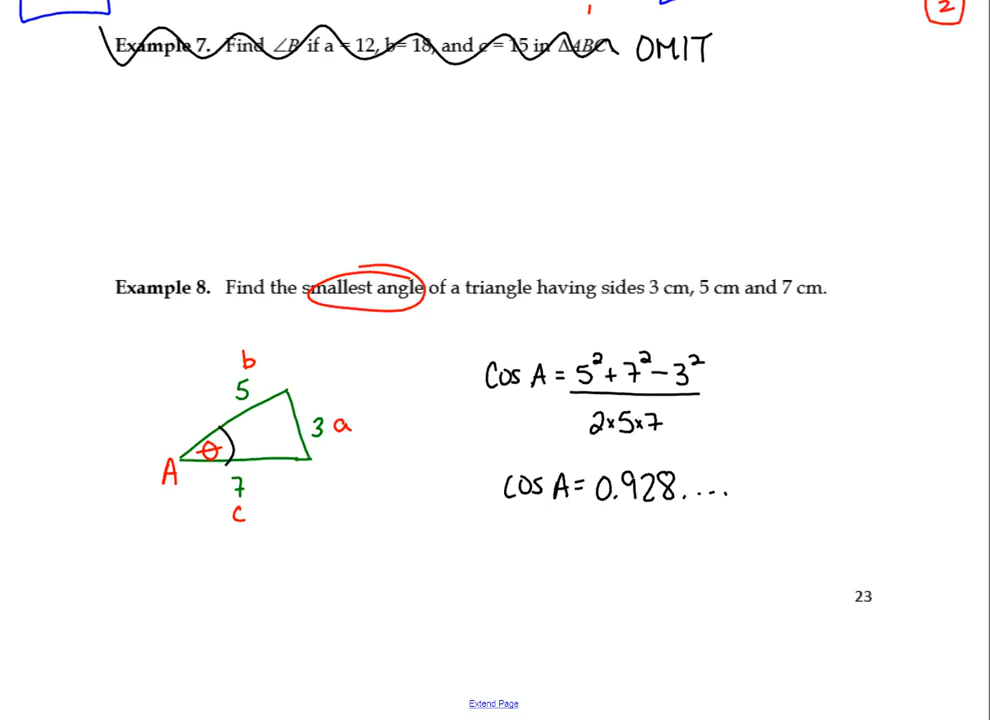 2
Example 7. Find ∠B if a = 12, b= 18, and c = 15 in ΔABC OMIT
Example 8. Find the smallest angle of a triangle having sides 3 cm, 5 cm and 7 cm.
b
5
3 a
A θ
7
c
Cos A = 5² + 7² − 3²
2×5×7
Cos A = 0.928....
23
Extend Page